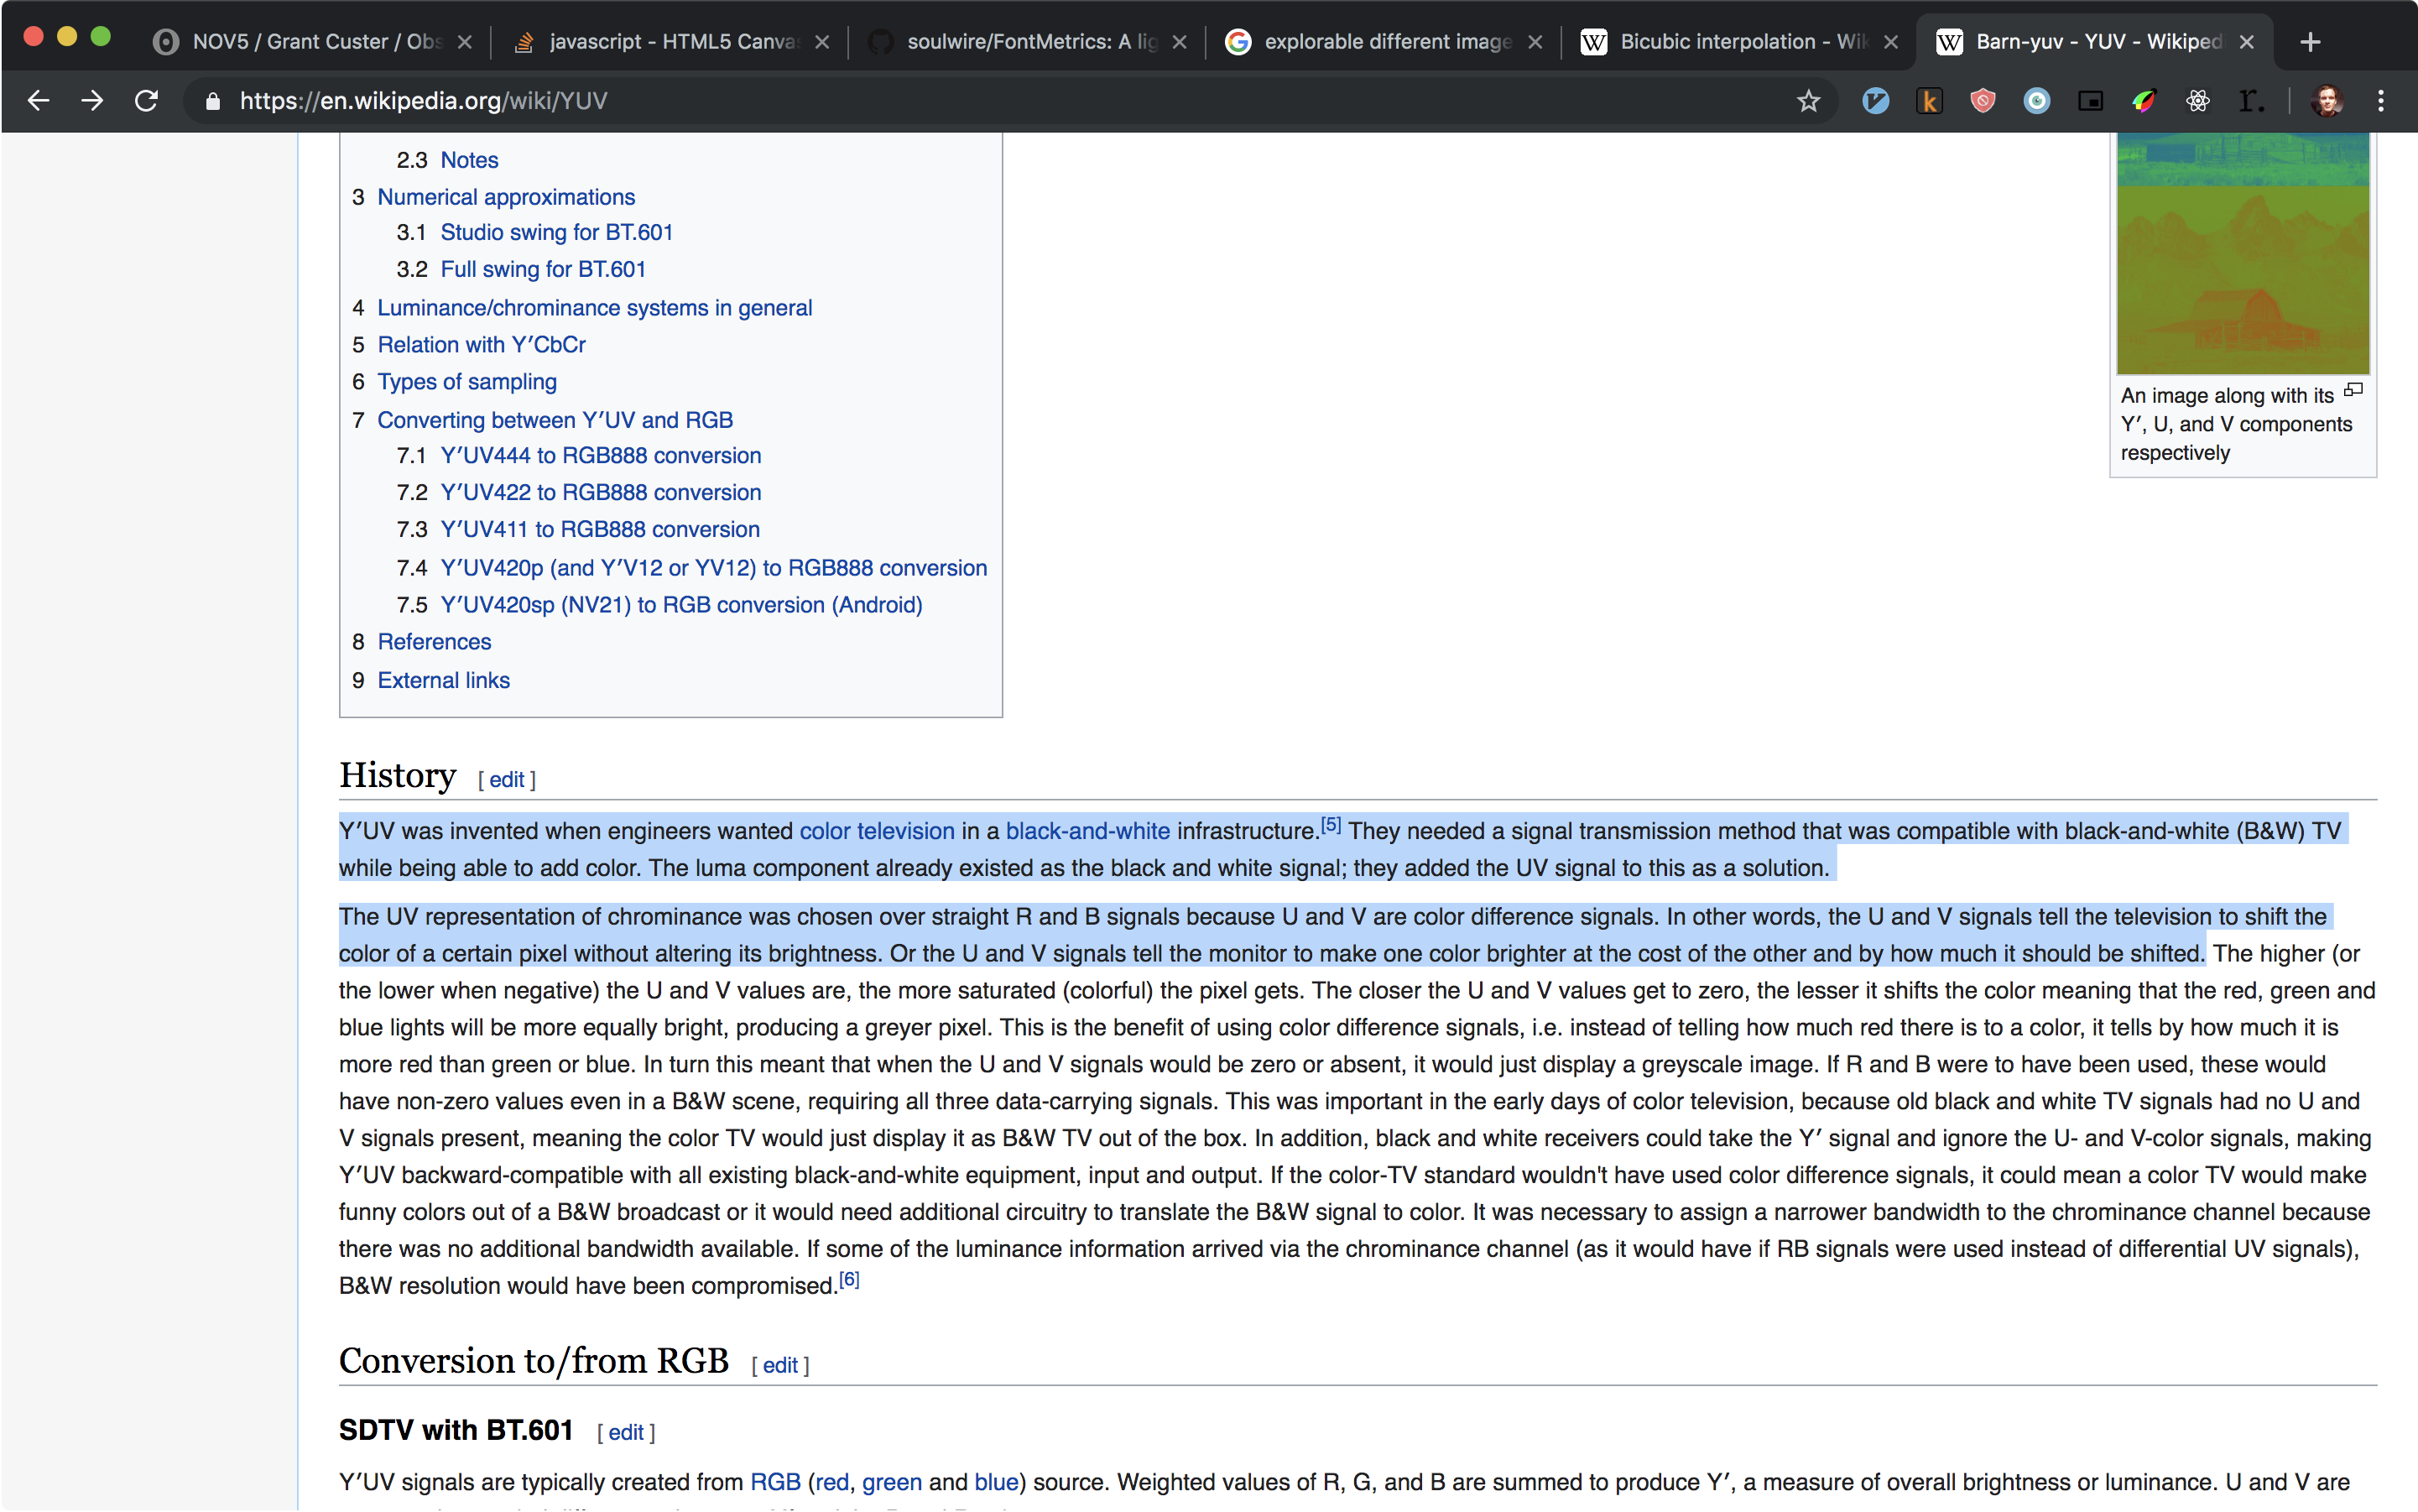 NOV5 / Grant Custer / Obs
javascript - HTML5 Canvas
soulwire/FontMetrics: A lig
explorable different image
Bicubic interpolation - Wik
Barn-yuv - YUV - Wikiped
https://en.wikipedia.org/wiki/YUV
2.3 Notes
3 Numerical approximations
3.1 Studio swing for BT.601
3.2 Full swing for BT.601
4 Luminance/chrominance systems in general
5 Relation with Y′CbCr
6 Types of sampling
7 Converting between Y′UV and RGB
7.1 Y′UV444 to RGB888 conversion
7.2 Y′UV422 to RGB888 conversion
7.3 Y′UV411 to RGB888 conversion
7.4 Y′UV420p (and Y′V12 or YV12) to RGB888 conversion
7.5 Y′UV420sp (NV21) to RGB conversion (Android)
8 References
9 External links
An image along with its
Y′, U, and V components
respectively
History [ edit ]
Y′UV was invented when engineers wanted color television in a black-and-white infrastructure.[5] They needed a signal transmission method that was compatible with black-and-white (B&W) TV
while being able to add color. The luma component already existed as the black and white signal; they added the UV signal to this as a solution.
The UV representation of chrominance was chosen over straight R and B signals because U and V are color difference signals. In other words, the U and V signals tell the television to shift the
color of a certain pixel without altering its brightness. Or the U and V signals tell the monitor to make one color brighter at the cost of the other and by how much it should be shifted. The higher (or
the lower when negative) the U and V values are, the more saturated (colorful) the pixel gets. The closer the U and V values get to zero, the lesser it shifts the color meaning that the red, green and
blue lights will be more equally bright, producing a greyer pixel. This is the benefit of using color difference signals, i.e. instead of telling how much red there is to a color, it tells by how much it is
more red than green or blue. In turn this meant that when the U and V signals would be zero or absent, it would just display a greyscale image. If R and B were to have been used, these would
have non-zero values even in a B&W scene, requiring all three data-carrying signals. This was important in the early days of color television, because old black and white TV signals had no U and
V signals present, meaning the color TV would just display it as B&W TV out of the box. In addition, black and white receivers could take the Y′ signal and ignore the U- and V-color signals, making
Y′UV backward-compatible with all existing black-and-white equipment, input and output. If the color-TV standard wouldn't have used color difference signals, it could mean a color TV would make
funny colors out of a B&W broadcast or it would need additional circuitry to translate the B&W signal to color. It was necessary to assign a narrower bandwidth to the chrominance channel because
there was no additional bandwidth available. If some of the luminance information arrived via the chrominance channel (as it would have if RB signals were used instead of differential UV signals),
B&W resolution would have been compromised.[6]
Conversion to/from RGB [ edit ]
SDTV with BT.601 [ edit ]
Y′UV signals are typically created from RGB (red, green and blue) source. Weighted values of R, G, and B are summed to produce Y′, a measure of overall brightness or luminance. U and V are